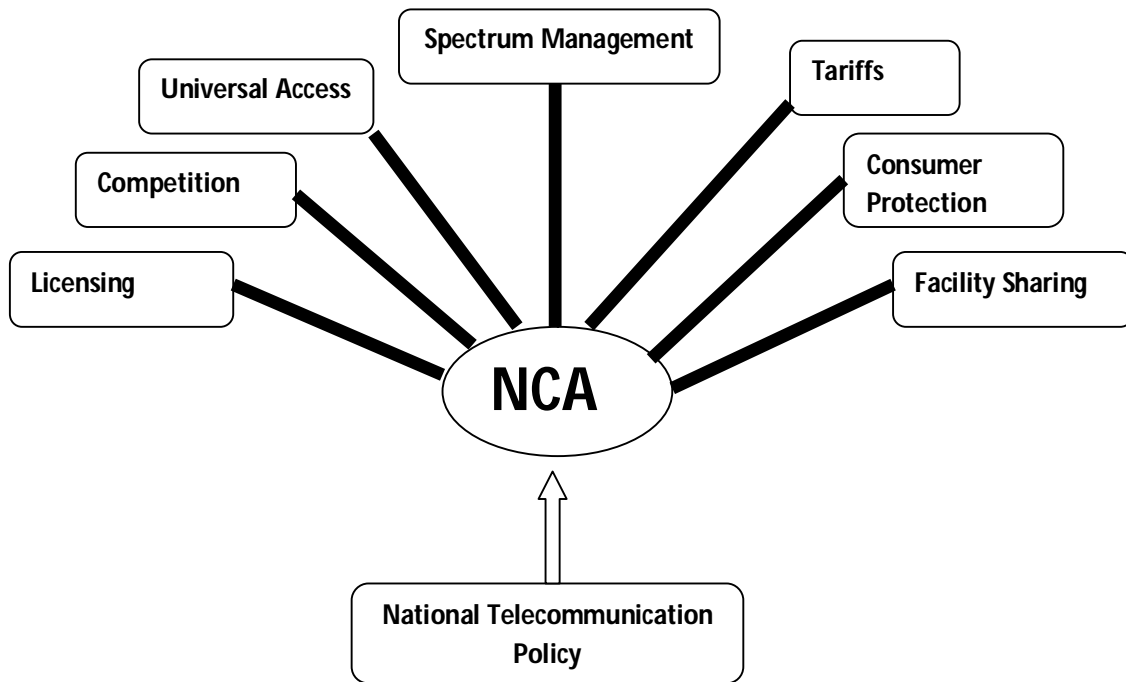 Spectrum Management
Tariffs
Universal Access
Consumer
Protection
Competition
Licensing
Facility Sharing
NCA
National Telecommunication
Policy